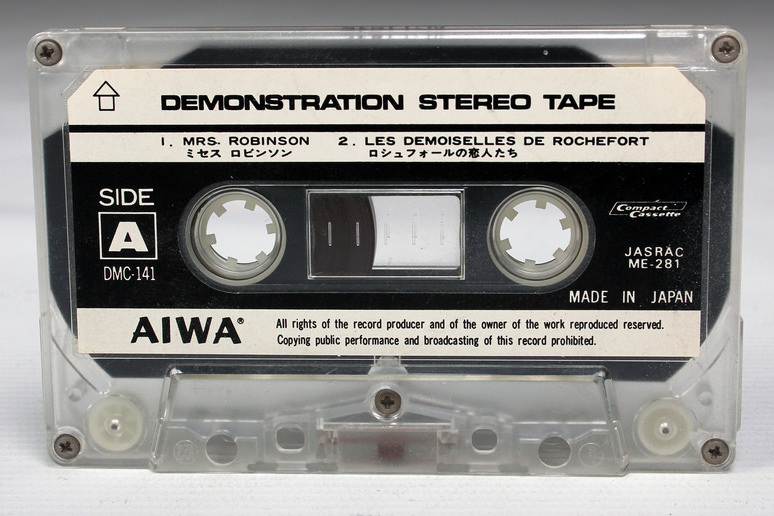 DEMONSTRATION STEREO TAPE
1. MRS. ROBINSON 2. LES DEMOISELLES DE ROCHEFORT
ミセス ロビンソン ロシュフォールの恋人たち
SIDE
A
DMC-141
Compact
Cassette
JASRAC
ME-281
MADE IN JAPAN
AIWA®
All rights of the record producer and of the owner of the work reproduced reserved.
Copying public performance and broadcasting of this record prohibited.